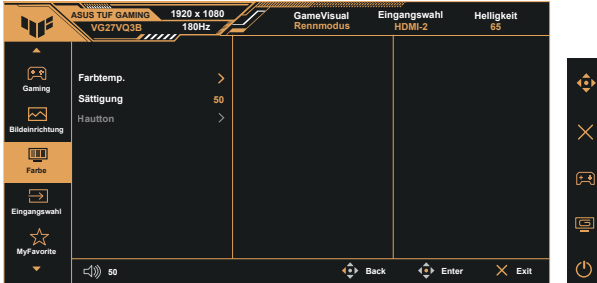 ASUS TUF GAMING 1920 x 1080
VG27VQ3B 180Hz
GameVisual Eingangswahl Helligkeit
Rennmodus HDMI-2 65
Gaming
Bildeinrichtung
Farbe
Eingangswahl
MyFavorite
Farbtemp.
Sättigung 50
Hautton
50 Back Enter Exit